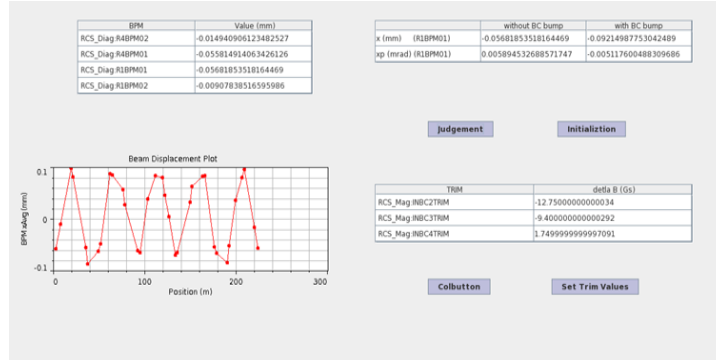 BPM Value (mm)
RCS_Diag:R4BPM02 -0.014940906123482527
RCS_Diag:R4BPM01 -0.055814914063426126
RCS_Diag:R1BPM01 -0.05681853518164469
RCS_Diag:R1BPM02 -0.00907838516595986
without BC bump with BC bump
x (mm) (R1BPM01) -0.05681853518164469 -0.09214987753042489
xp (mrad) (R1BPM01) 0.005894532688571747 -0.005117600488309686
Judgement Initializtion
Beam Displacement Plot
BPM xAvg (mm)
0.1
0
-0.1
0 100 200 300
Position (m)
TRIM detla B (Gs)
RCS_Mag:INBC2TRIM -12.75000000000034
RCS_Mag:INBC3TRIM -9.400000000000292
RCS_Mag:INBC4TRIM 1.7499999999997091
Colbutton Set Trim Values